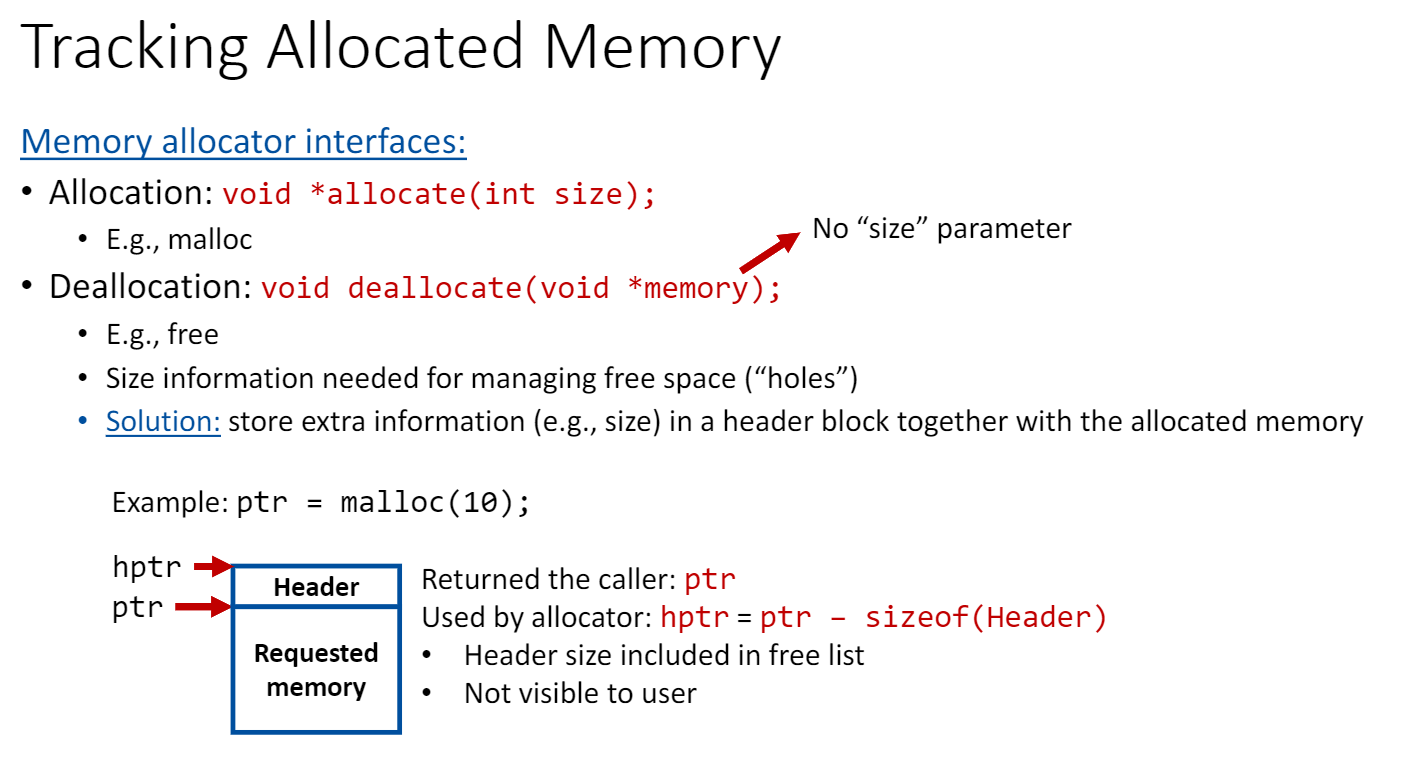 Tracking Allocated Memory
Memory allocator interfaces:
• Allocation: void *allocate(int size);
• E.g., malloc
No “size” parameter
• Deallocation: void deallocate(void *memory);
• E.g., free
• Size information needed for managing free space (“holes”)
• Solution: store extra information (e.g., size) in a header block together with the allocated memory
Example: ptr = malloc(10);
hptr
ptr
Header
Requested
memory
Returned the caller: ptr
Used by allocator: hptr = ptr – sizeof(Header)
• Header size included in free list
• Not visible to user